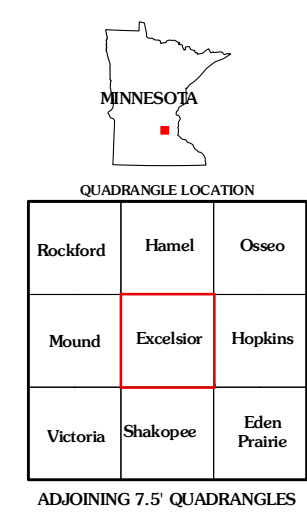 MINNESOTA
QUADRANGLE LOCATION
Rockford
Hamel
Osseo
Mound
Excelsior
Hopkins
Victoria
Shakopee
Eden
Prairie
ADJOINING 7.5' QUADRANGLES